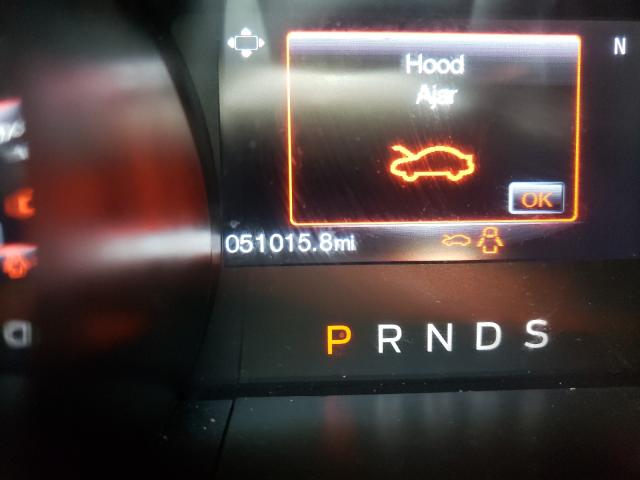 N
Hood
Ajar
OK
051015.8mi
P R N D S